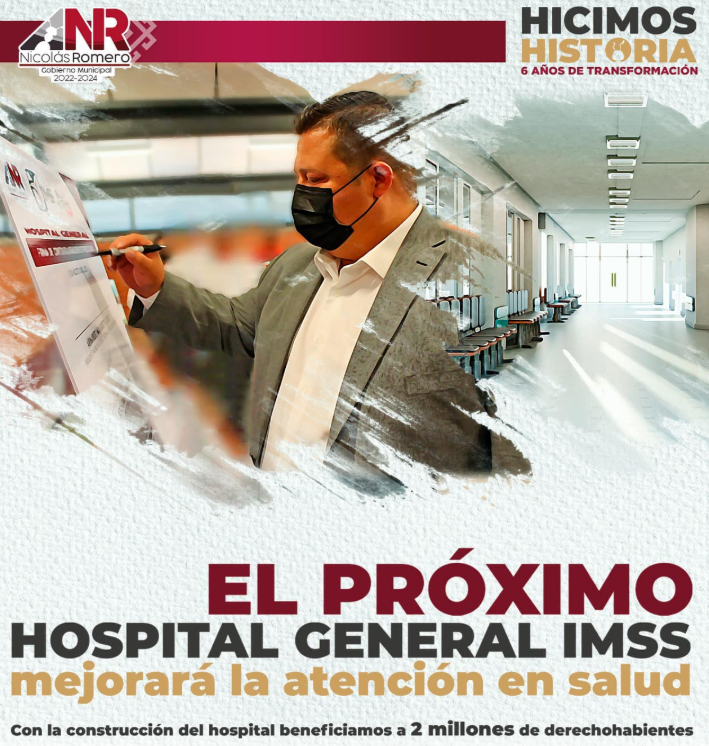 NR
Nicolás Romero
Gobierno Municipal
2022-2024
HICIMOS
HISTORIA
6 AÑOS DE TRANSFORMACIÓN
NR
HOSPITAL GENERAL
EL PRÓXIMO
HOSPITAL GENERAL IMSS
mejorará la atención en salud
Con la construcción del hospital beneficiamos a 2 millones de derechohabientes